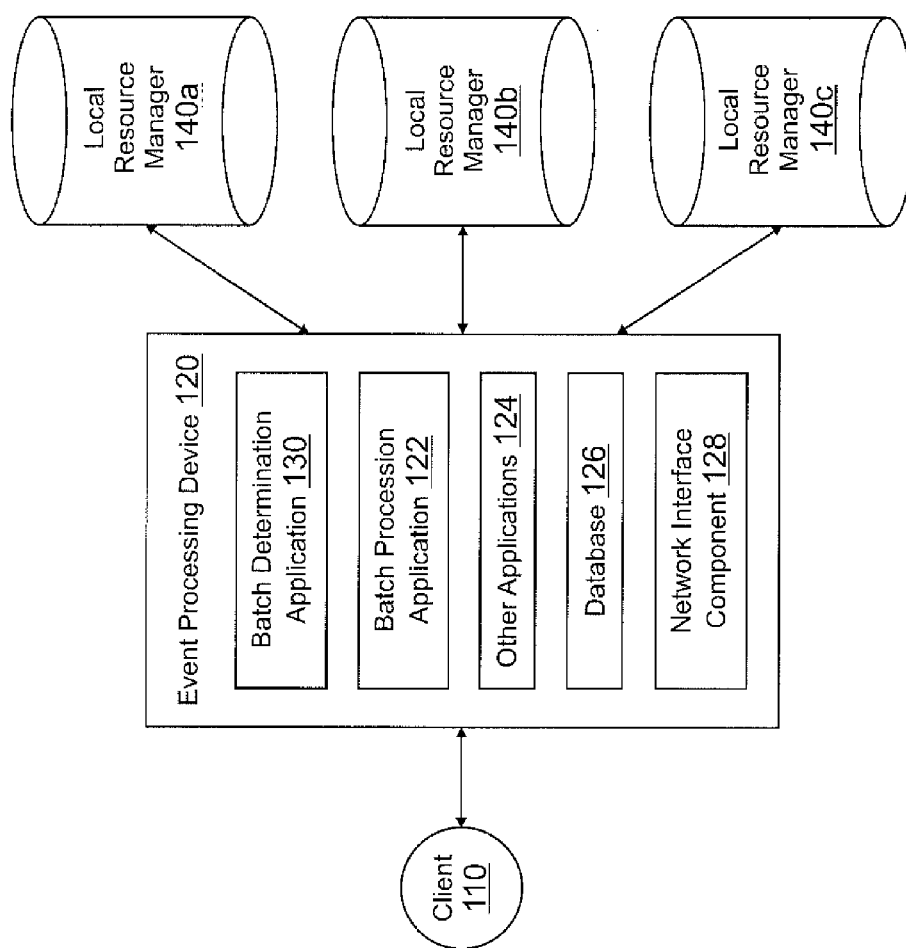 Client
110
Event Processing Device 120
Batch Determination
Application 130
Batch Procession
Application 122
Other Applications 124
Database 126
Network Interface
Component 128
Local
Resource
Manager
140a
Local
Resource
Manager
140b
Local
Resource
Manager
140c